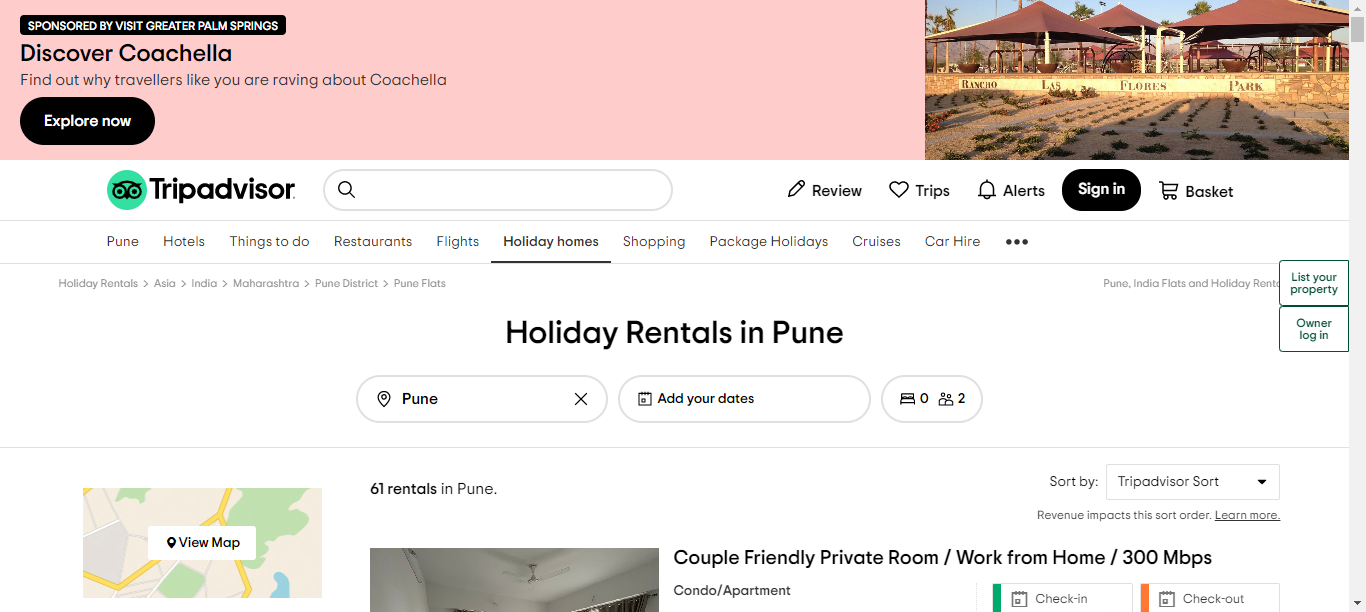 SPONSORED BY VISIT GREATER PALM SPRINGS
Discover Coachella
Find out why travellers like you are raving about Coachella
Explore now
RANCHO LAS FLORES PARK
Tripadvisor
Review
Trips
Alerts
Sign in
Basket
Pune
Hotels
Things to do
Restaurants
Flights
Holiday homes
Shopping
Package Holidays
Cruises
Car Hire
Holiday Rentals > Asia > India > Maharashtra > Pune District > Pune Flats
Pune, India Flats and Holiday
List your
property
Owner
log in
Holiday Rentals in Pune
Pune
Add your dates
0
2
61 rentals in Pune.
Sort by:
Tripadvisor Sort
Revenue impacts this sort order. Learn more.
View Map
Couple Friendly Private Room / Work from Home / 300 Mbps
Condo/Apartment
Check-in
Check-out